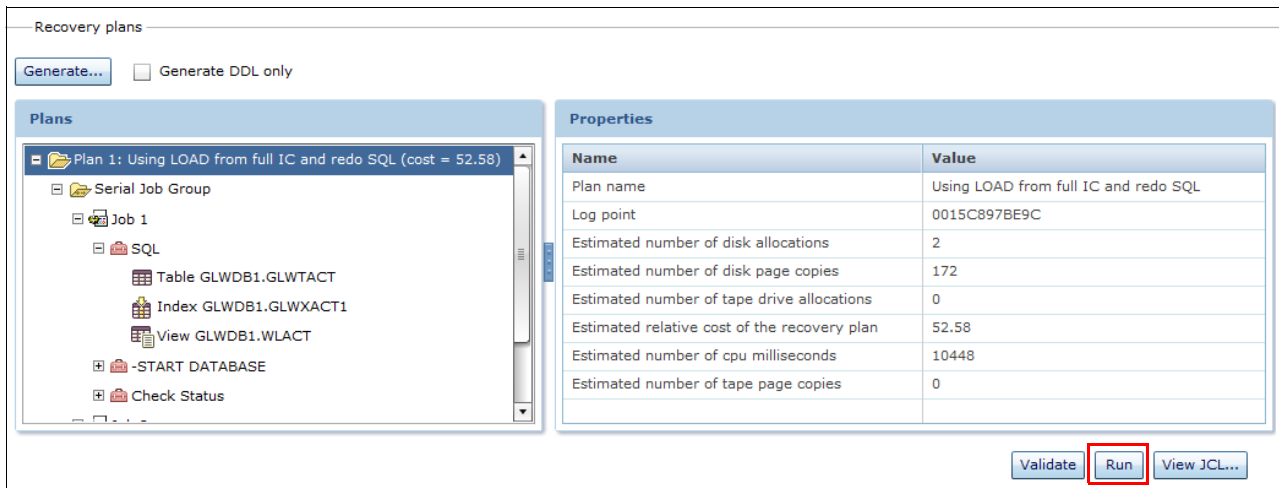 Recovery plans
Generate... Generate DDL only
Plans
Plan 1: Using LOAD from full IC and redo SQL (cost = 52.58)
Serial Job Group
Job 1
SQL
Table GLWDB1.GLWTACT
Index GLWDB1.GLWXACT1
View GLWDB1.WLACT
-START DATABASE
Check Status
Properties
Name Value
Plan name Using LOAD from full IC and redo SQL
Log point 0015C897BE9C
Estimated number of disk allocations 2
Estimated number of disk page copies 172
Estimated number of tape drive allocations 0
Estimated relative cost of the recovery plan 52.58
Estimated number of cpu milliseconds 10448
Estimated number of tape page copies 0
Validate Run View JCL...